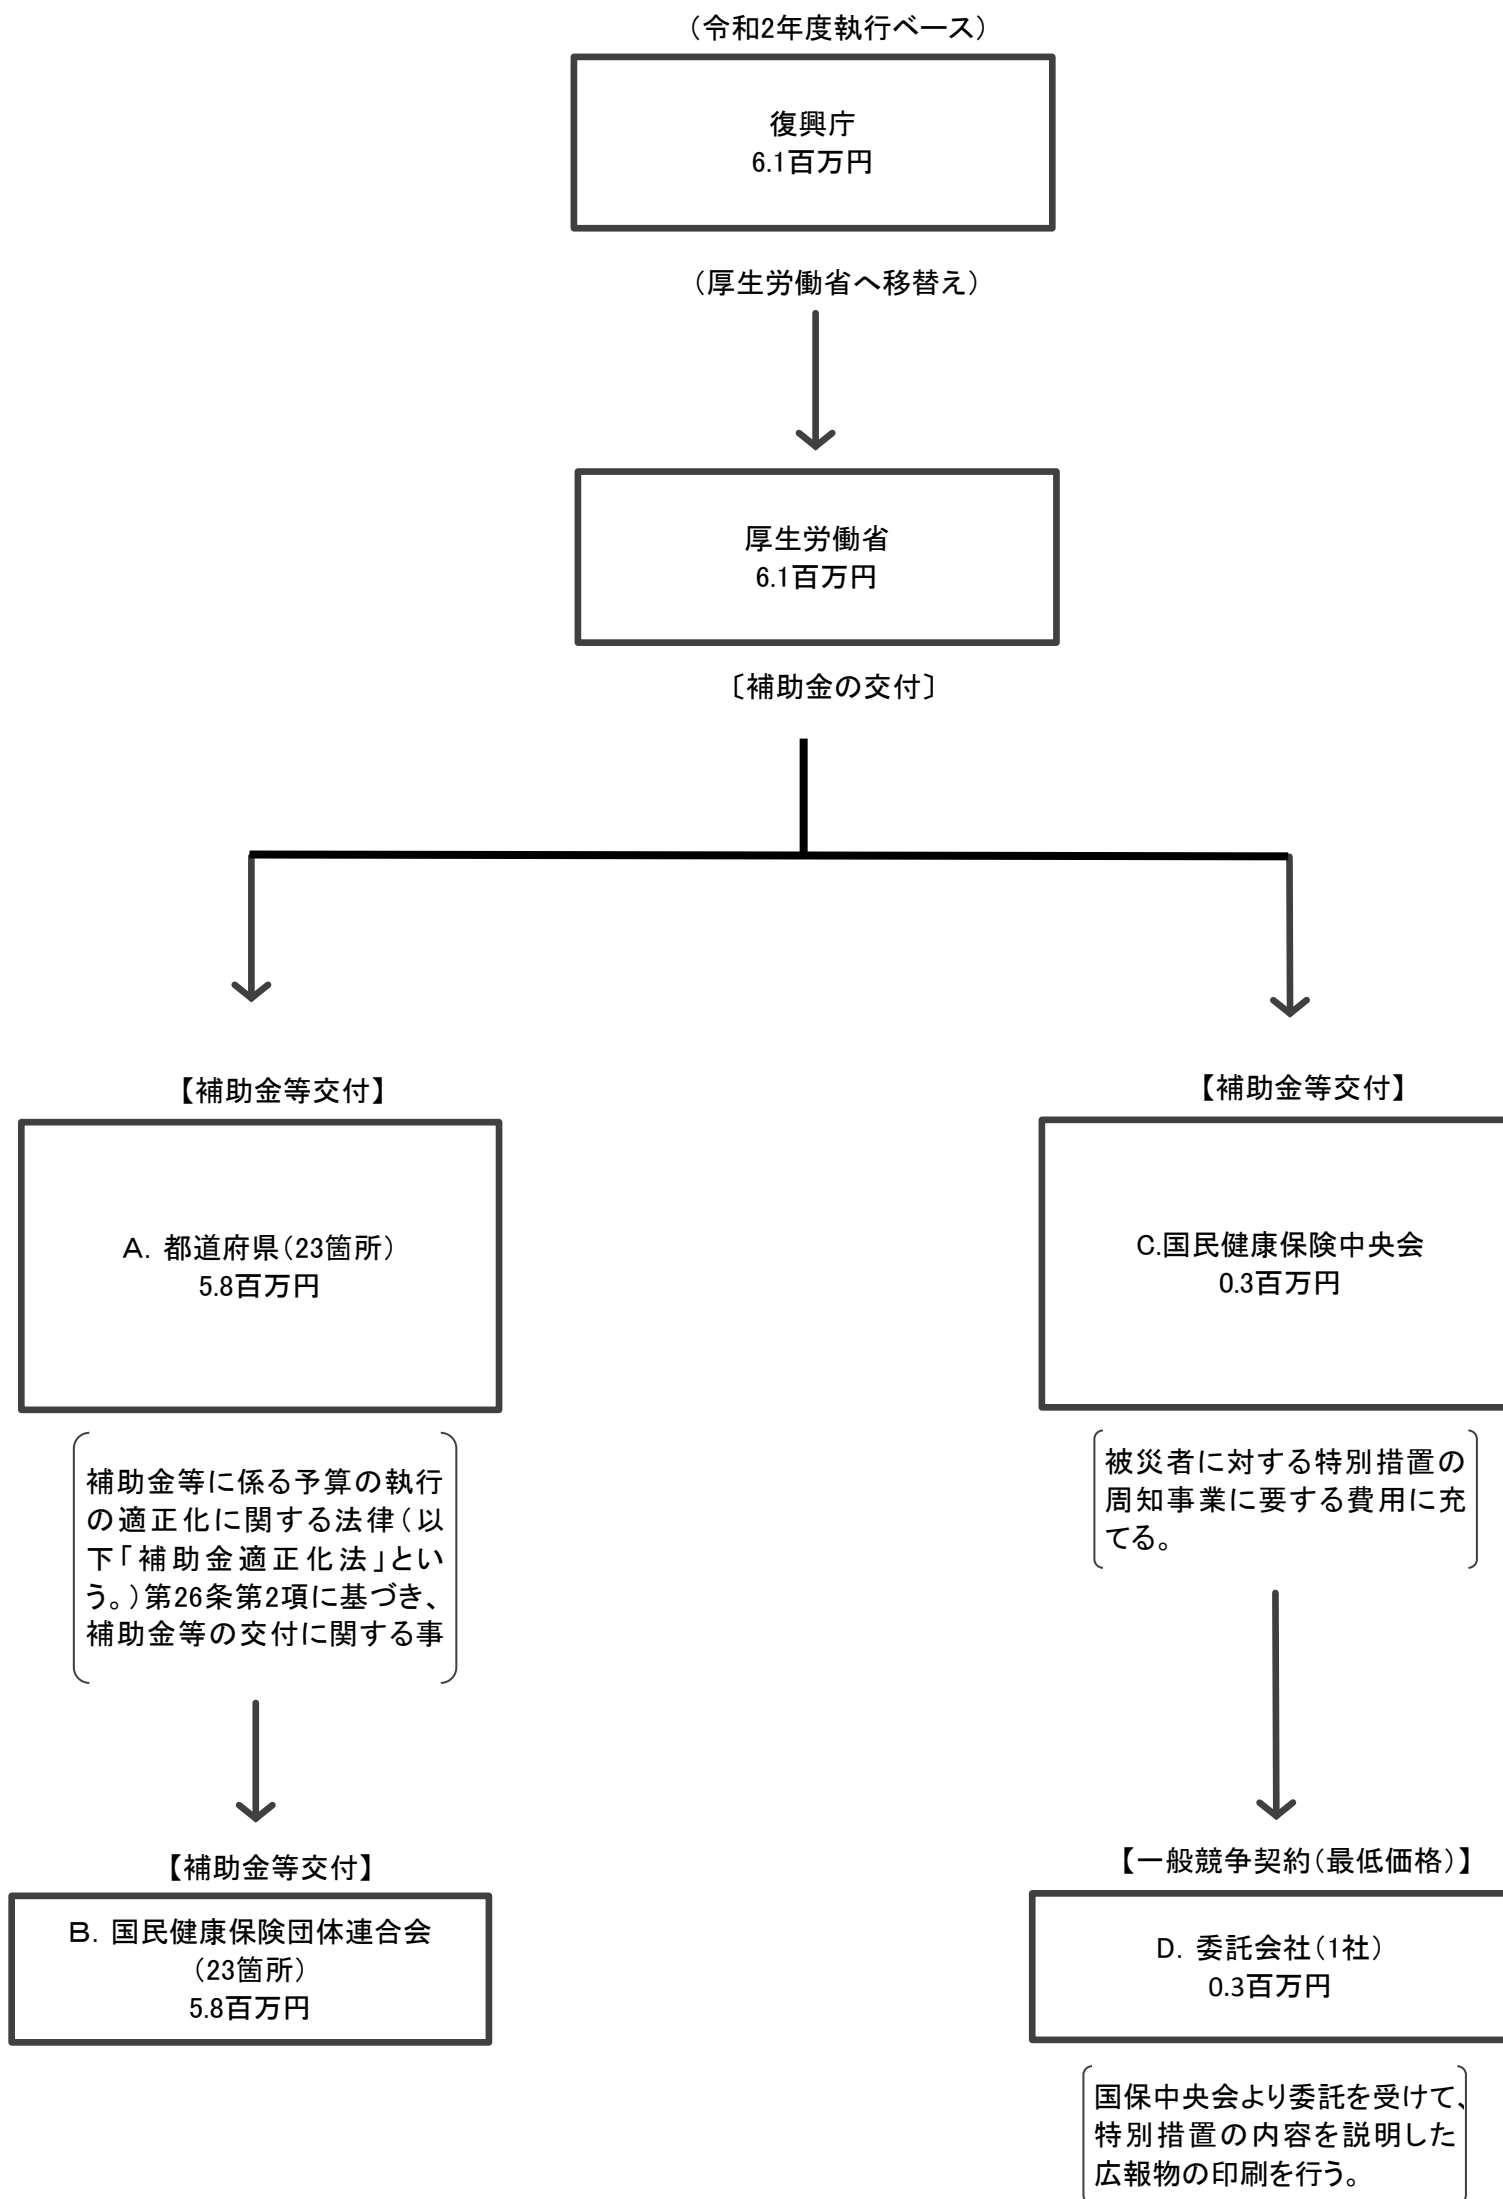 （令和2年度執行ベース）
復興庁
6.1百万円
（厚生労働省へ移替え）
厚生労働省
6.1百万円
〔補助金の交付〕
【補助金等交付】
A．都道府県（23箇所）
5.8百万円
補助金等に係る予算の執行
の適正化に関する法律（以
下「補助金適正化法」とい
う。）第26条第2項に基づき、
補助金等の交付に関する事
【補助金等交付】
B．国民健康保険団体連合会
（23箇所）
5.8百万円
【補助金等交付】
C.国民健康保険中央会
0.3百万円
被災者に対する特別措置の
周知事業に要する費用に充
てる。
【一般競争契約（最低価格）】
D．委託会社（1社）
0.3百万円
国保中央会より委託を受けて、
特別措置の内容を説明した
広報物の印刷を行う。